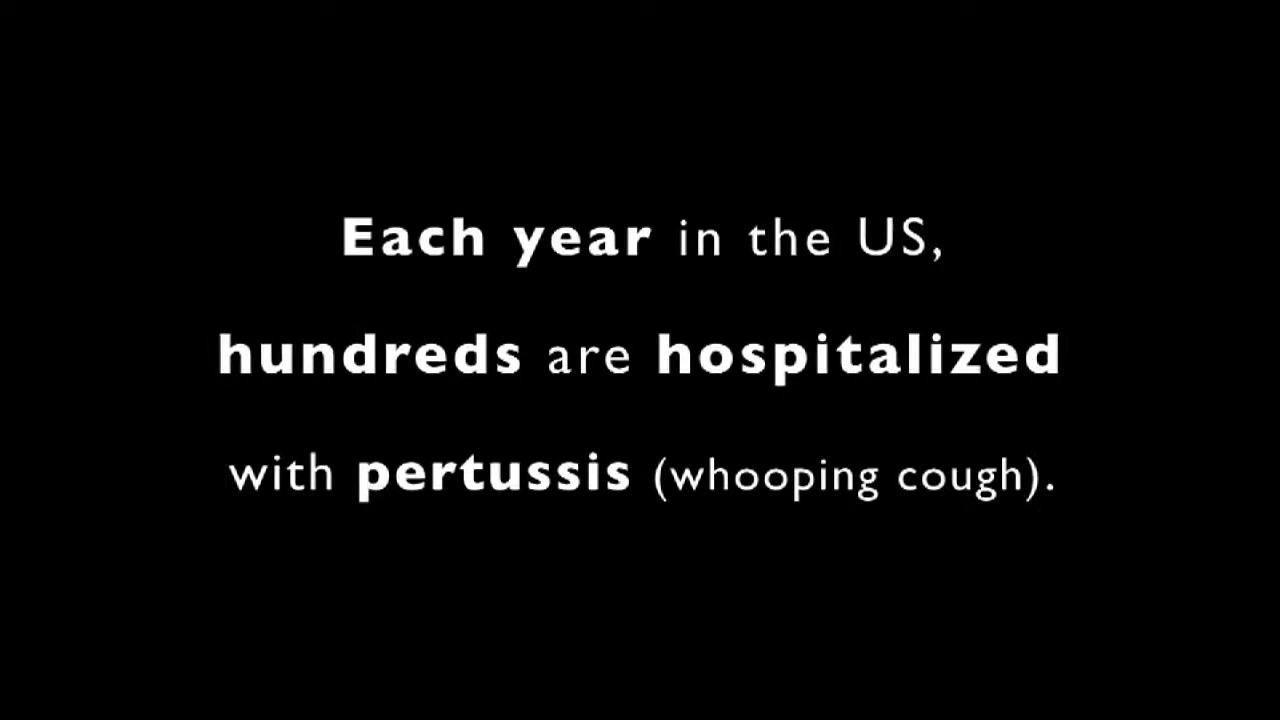 Each year in the US,
hundreds are hospitalized
with pertussis (whooping cough).